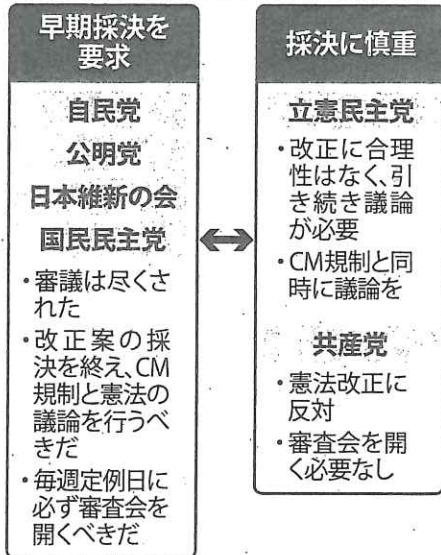 早期採決を
要求
自民党
公明党
日本維新の会
国民民主党
・審議は尽くさ
れた
・改正案の採
決を終え、CM
規制と憲法の
議論を行うべ
きだ
・毎週定例日に
必ず審査会を
開くべきだ
採決に慎重
立憲民主党
・改正に合理
性はなく、引
き続き議論
が必要
・CM規制と同
時に議論を
共産党
・憲法改正に
反対
・審査会を開
く必要なし